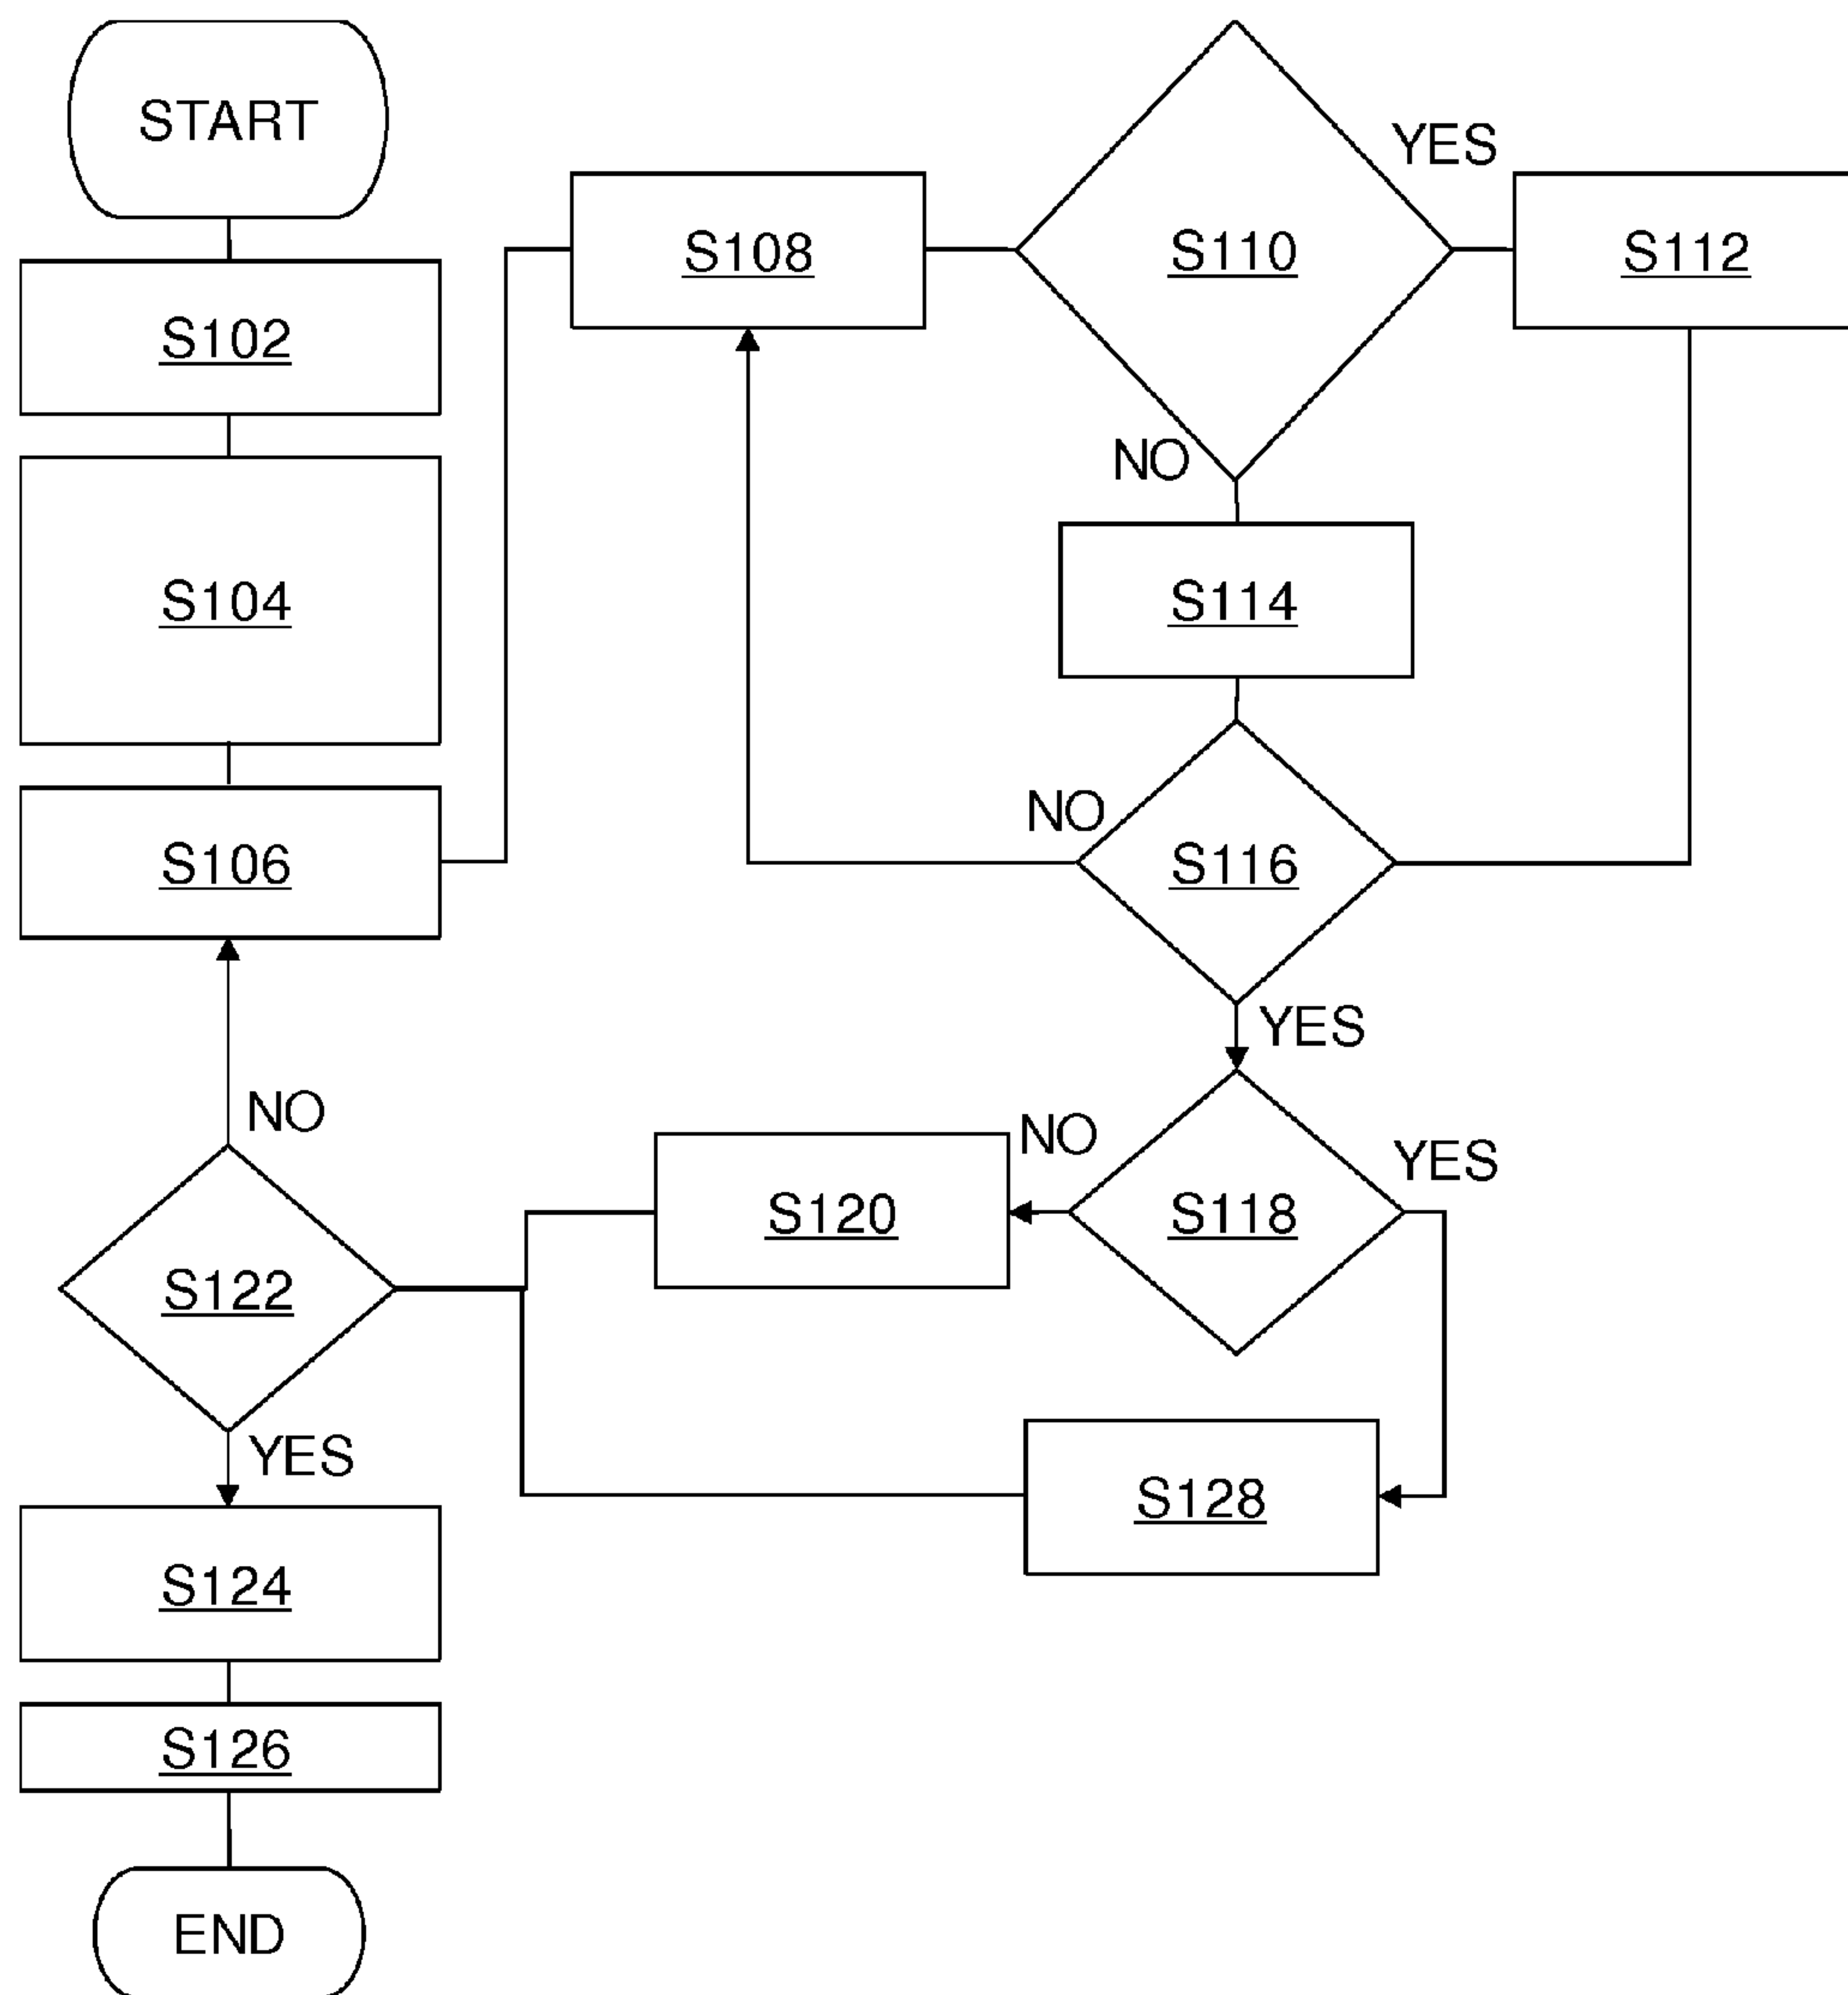 START
S102
S104
S106
S108
S110
YES
NO
S112
S114
S116
NO
YES
S118
NO
YES
S120
S128
S122
NO
YES
S124
S126
END